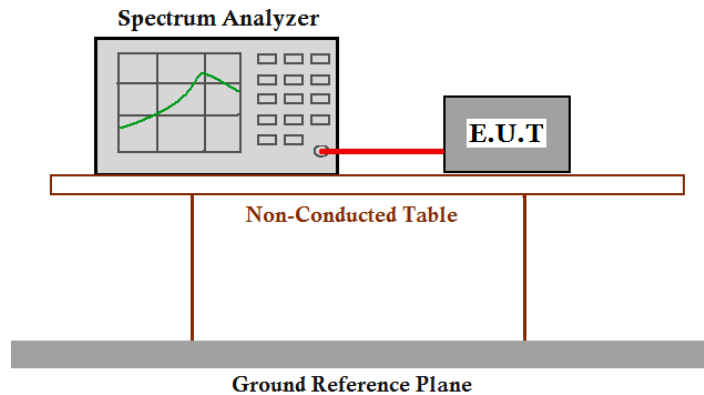 Spectrum Analyzer
E.U.T
Non-Conducted Table
Ground Reference Plane